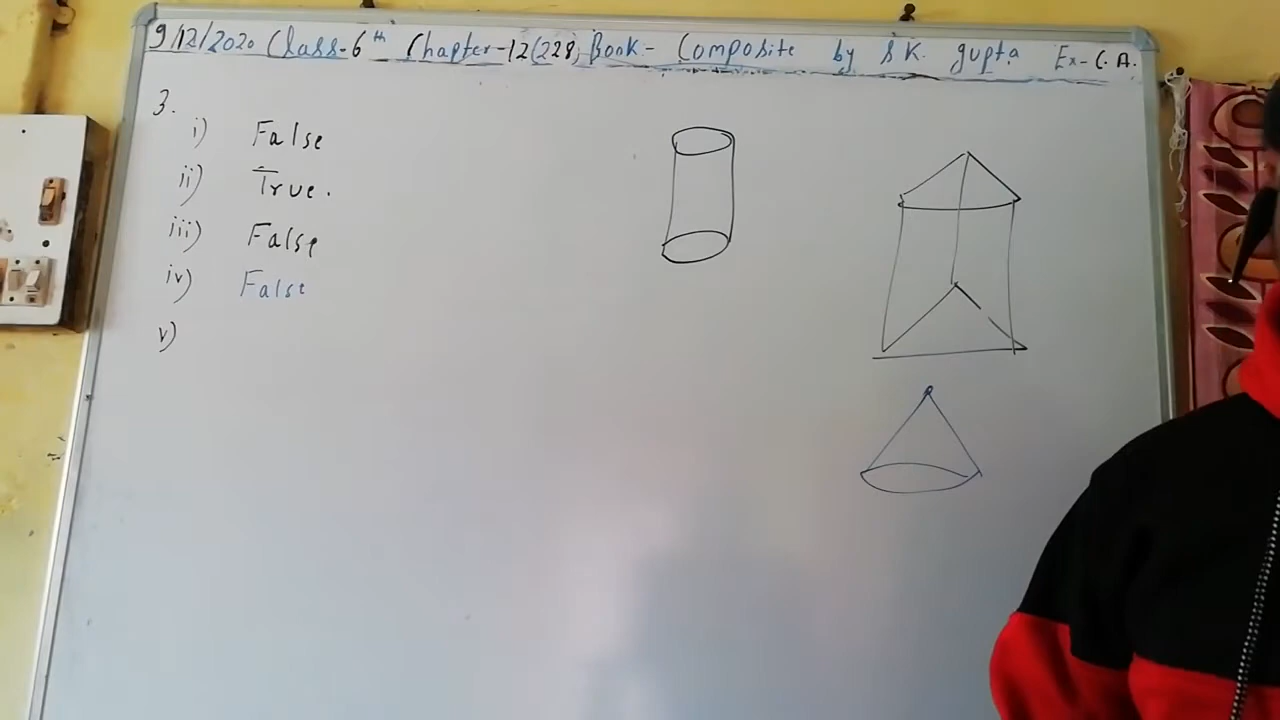 9/12/2020 Class-6th Chapter-12(228) Book- Composite by S K. gupta Ex- C. A.
3.
i) False
ii) True.
iii) False
iv) False
v)